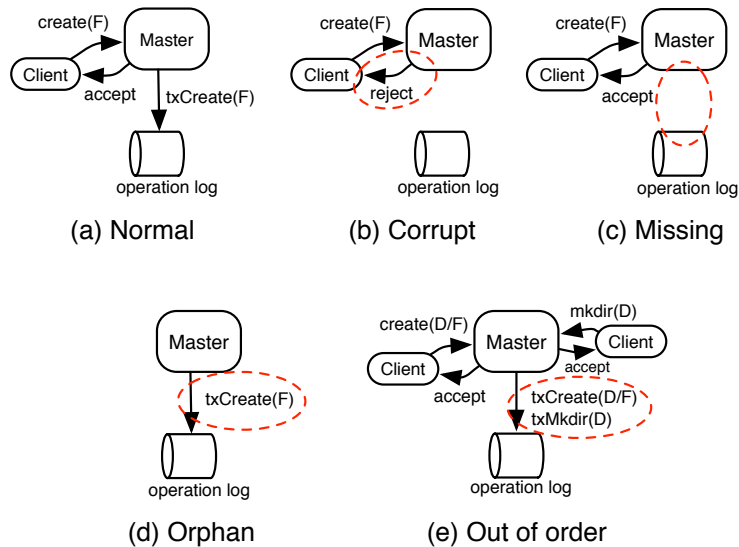 create(F)
Master
Client
accept
txCreate(F)
operation log
(a) Normal
create(F)
Master
Client
reject
operation log
(b) Corrupt
create(F)
Master
Client
accept
operation log
(c) Missing
Master
txCreate(F)
operation log
(d) Orphan
create(D/F)
Master
mkdir(D)
Client
Client
accept
accept
txCreate(D/F)
txMkdir(D)
operation log
(e) Out of order